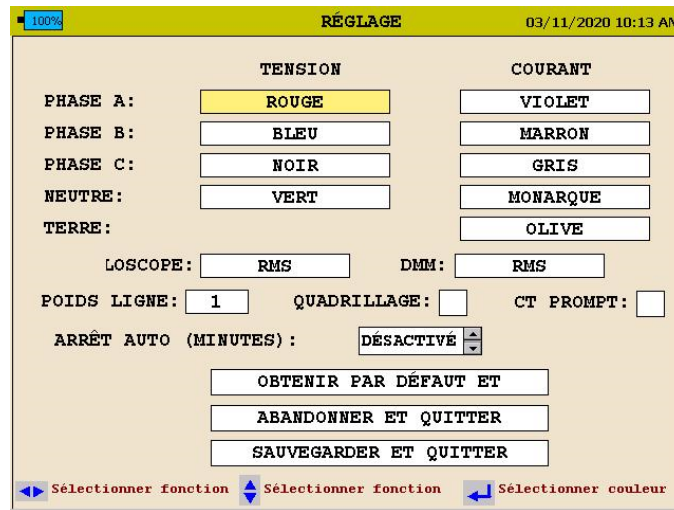 100% RÉGLAGE 03/11/2020 10:13 AM
TENSION COURANT
PHASE A: ROUGE VIOLET
PHASE B: BLEU MARRON
PHASE C: NOIR GRIS
NEUTRE: VERT MONARQUE
TERRE: OLIVE
LOSCOPE: RMS DMM: RMS
POIDS LIGNE: 1 QUADRILLAGE: CT PROMPT:
ARRÊT AUTO (MINUTES): DÉSACTIVÉ
OBTENIR PAR DÉFAUT ET
ABANDONNER ET QUITTER
SAUVEGARDER ET QUITTER
Sélectionner fonction Sélectionner fonction Sélectionner couleur